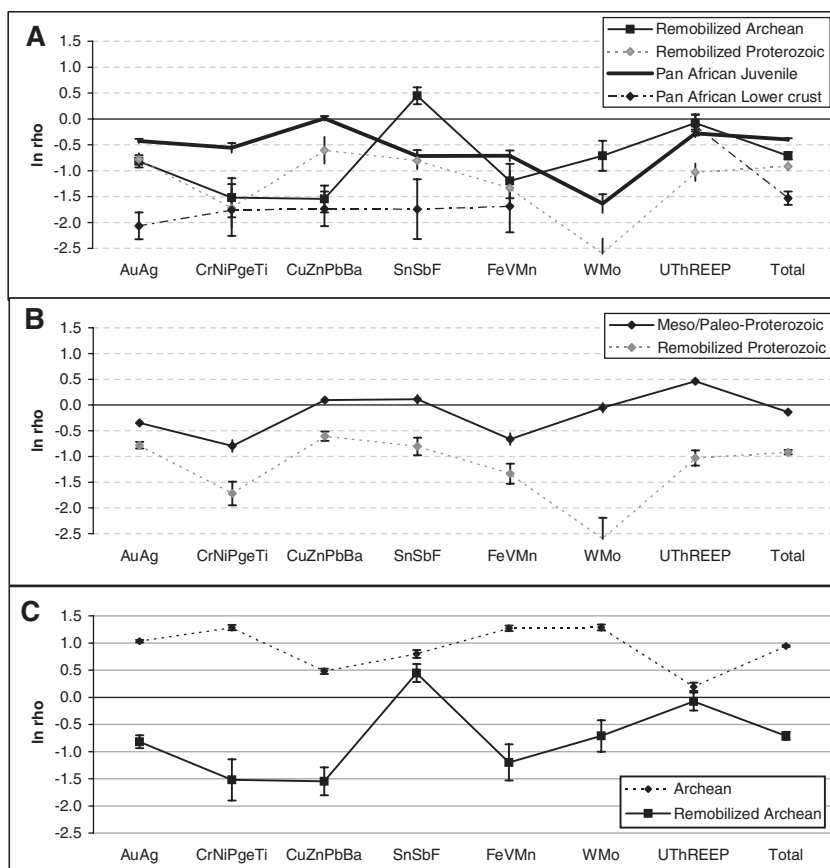 A
Remobilized Archean
Remobilized Proterozoic
Pan African Juvenile
Pan African Lower crust
1.5
1.0
0.5
0.0
-0.5
-1.0
-1.5
-2.0
-2.5
ln rho
AuAg CrNiPgeTi CuZnPbBa SnSbF FeVMn WMo UThREEP Total
B
Meso/Paleo-Proterozoic
Remobilized Proterozoic
1.5
1.0
0.5
0.0
-0.5
-1.0
-1.5
-2.0
-2.5
ln rho
AuAg CrNiPgeTi CuZnPbBa SnSbF FeVMn WMo UThREEP Total
C
1.5
1.0
0.5
0.0
-0.5
-1.0
-1.5
-2.0
-2.5
ln rho
Archean
Remobilized Archean
AuAg CrNiPgeTi CuZnPbBa SnSbF FeVMn WMo UThREEP Total